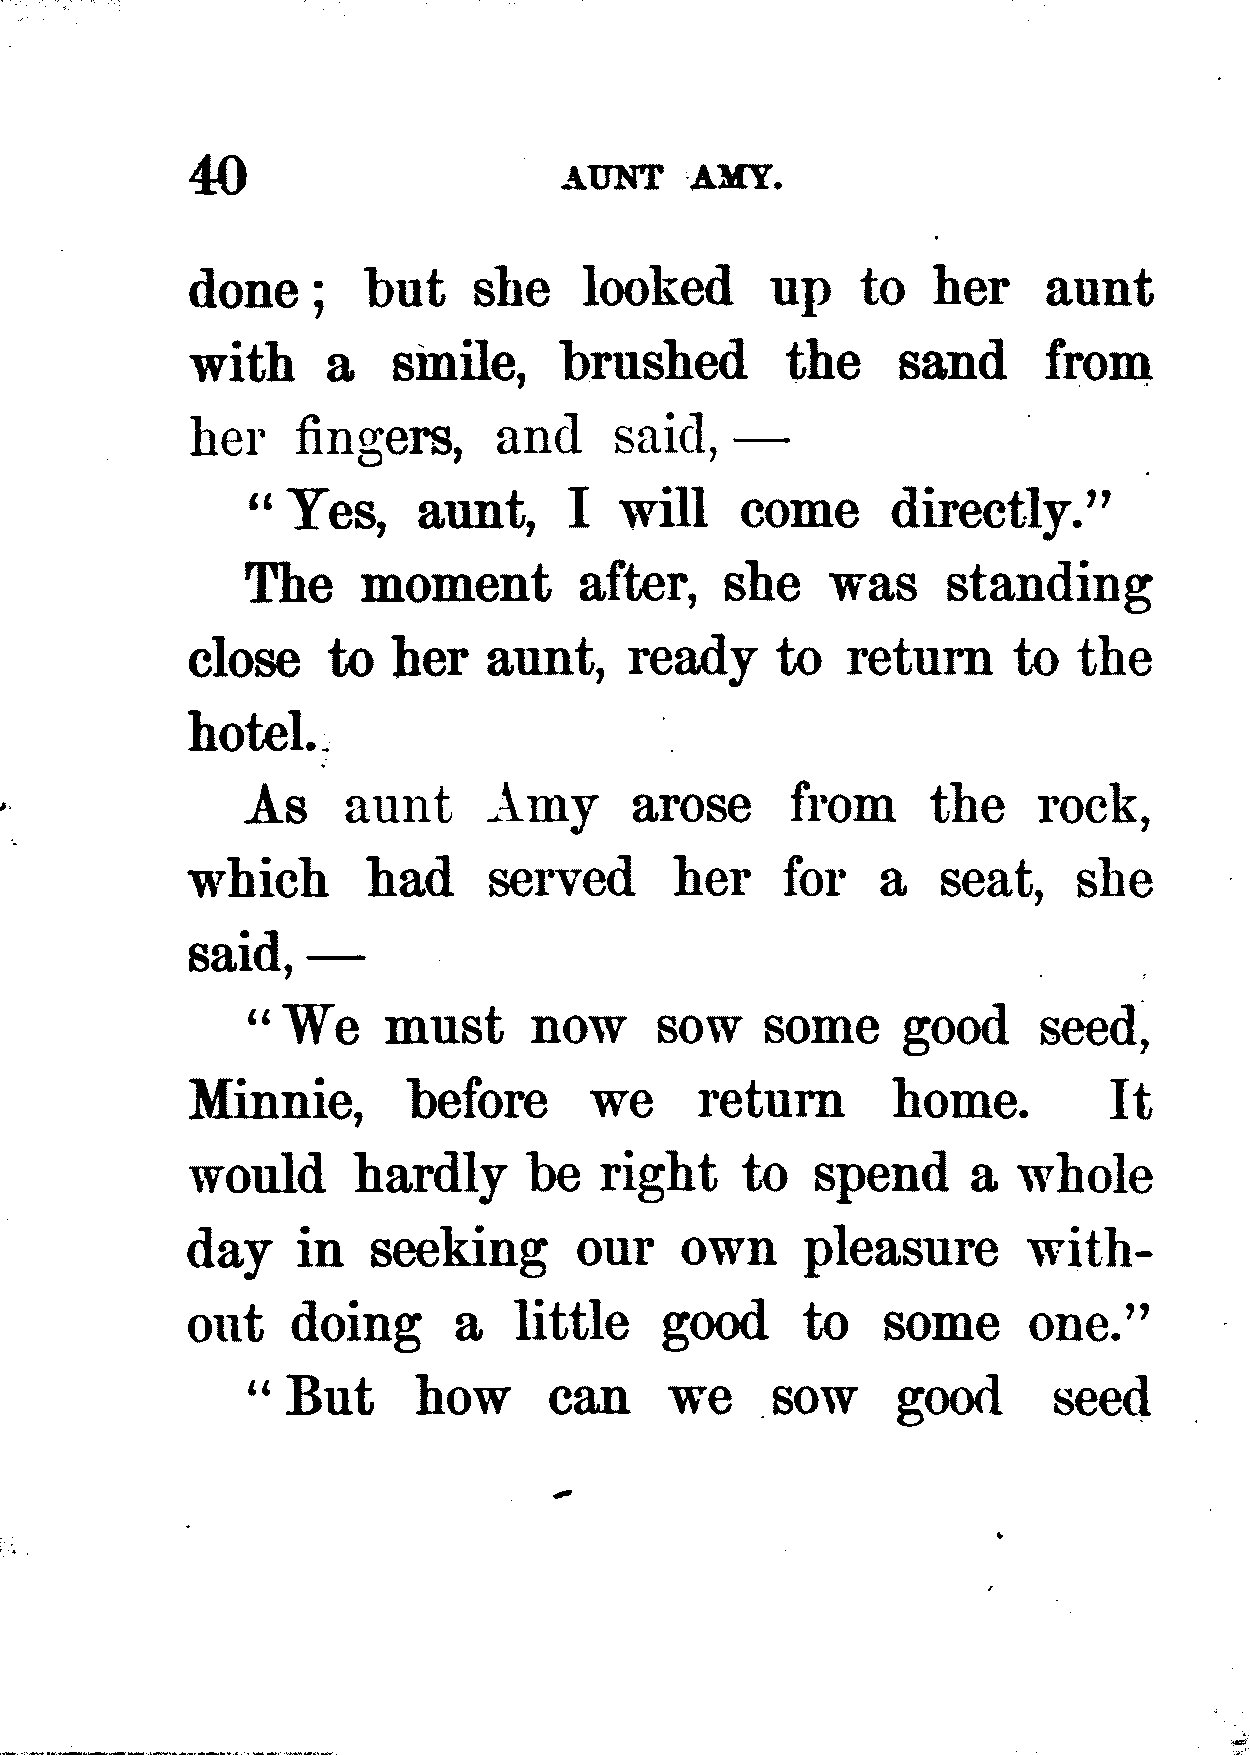 40 AUNT AMY.
done; but she looked up to her aunt
with a smile, brushed the sand from
her fingers, and said, —
“Yes, aunt, I will come directly.”
The moment after, she was standing
close to her aunt, ready to return to the
hotel.
As aunt Amy arose from the rock,
which had served her for a seat, she
said, —
“We must now sow some good seed,
Minnie, before we return home. It
would hardly be right to spend a whole
day in seeking our own pleasure with-
out doing a little good to some one.”
“But how can we sow good seed